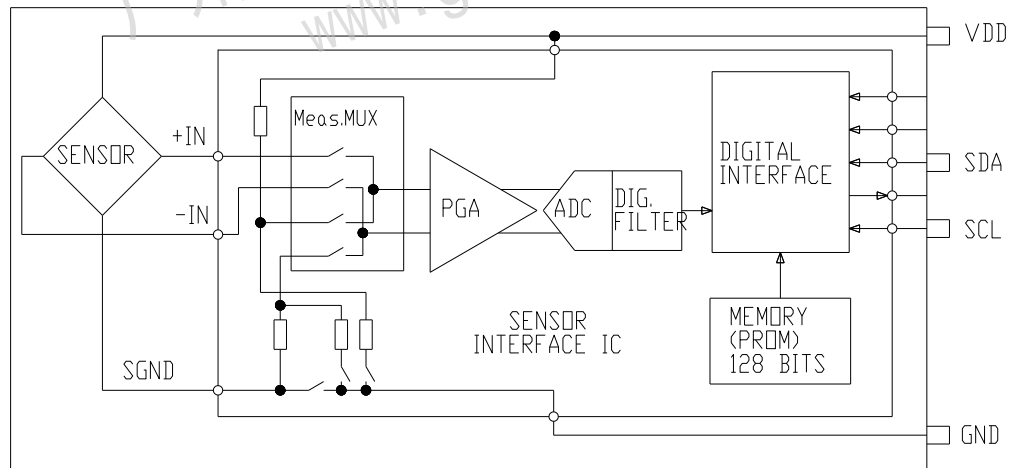 VDD
Meas.MUX
+IN
SENSOR
-IN
PGA
ADC
DIG.
FILTER
DIGITAL
INTERFACE
SDA
SCL
SENSOR
INTERFACE IC
MEMORY
(PROM)
128 BITS
SGND
GND